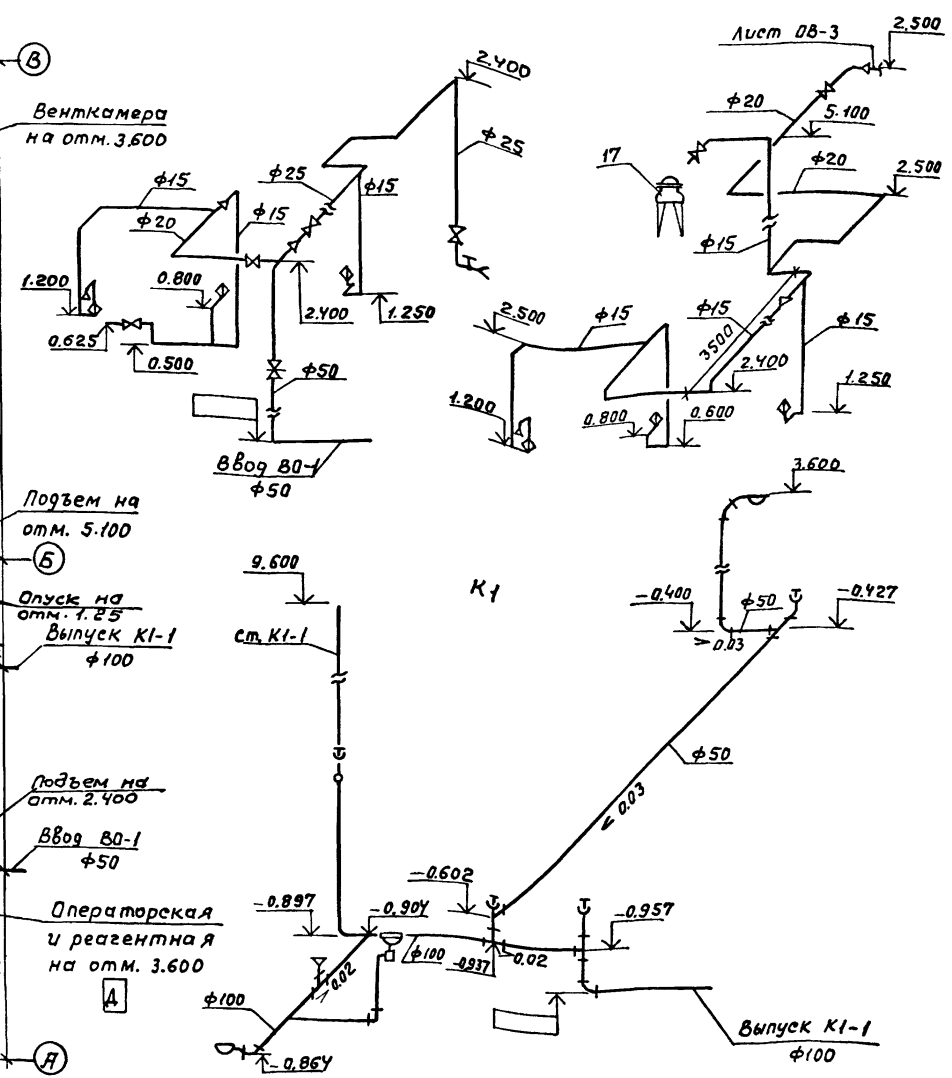 В
Венткамера
на отм. 3.600
Подъем на
отм. 5.100
Б
Опуск на
отм. 1.25
Выпуск К1-1
ф100
Подъем на
отм. 2.400
Ввод ВО-1
ф50
Операторская
и реагентная
на отм. 3.600
Д
Я
2.400
ф25
ф25
ф15
ф15
ф15
ф20
1.200
0.800
0.625
0.500
2.400
1.250
ф50
Ввод ВО-1
ф50
Лист ОВ-3
2.500
ф20
5.100
17
ф20
2.500
ф15
2.500
ф15
ф15
3500
ф15
2.400
1.250
1.200
0.800
0.600
К1
3.600
-0.400
ф50
-0.427
0.03
9.600
ст. К1-1
ф50
0.03
-0.602
-0.897
-0.904
-0.957
ф100
-0.937
0.02
0.02
ф100
-0.864
Выпуск К1-1
ф100